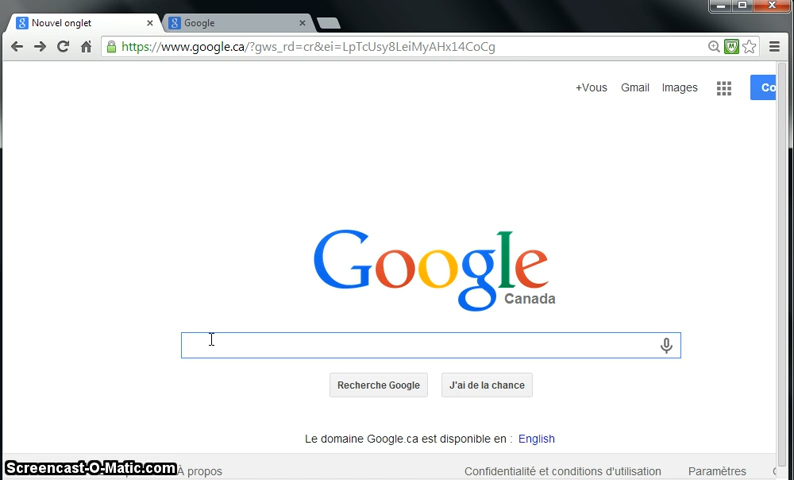 Nouvel onglet
Google
https://www.google.ca/?gws_rd=cr&ei=LpTcUsy8LeiMyAHx14CoCg
+Vous Gmail Images Co
Google
Canada
Recherche Google J'ai de la chance
Le domaine Google.ca est disponible en : English
À propos Confidentialité et conditions d'utilisation Paramètres
Screencast-O-Matic.com